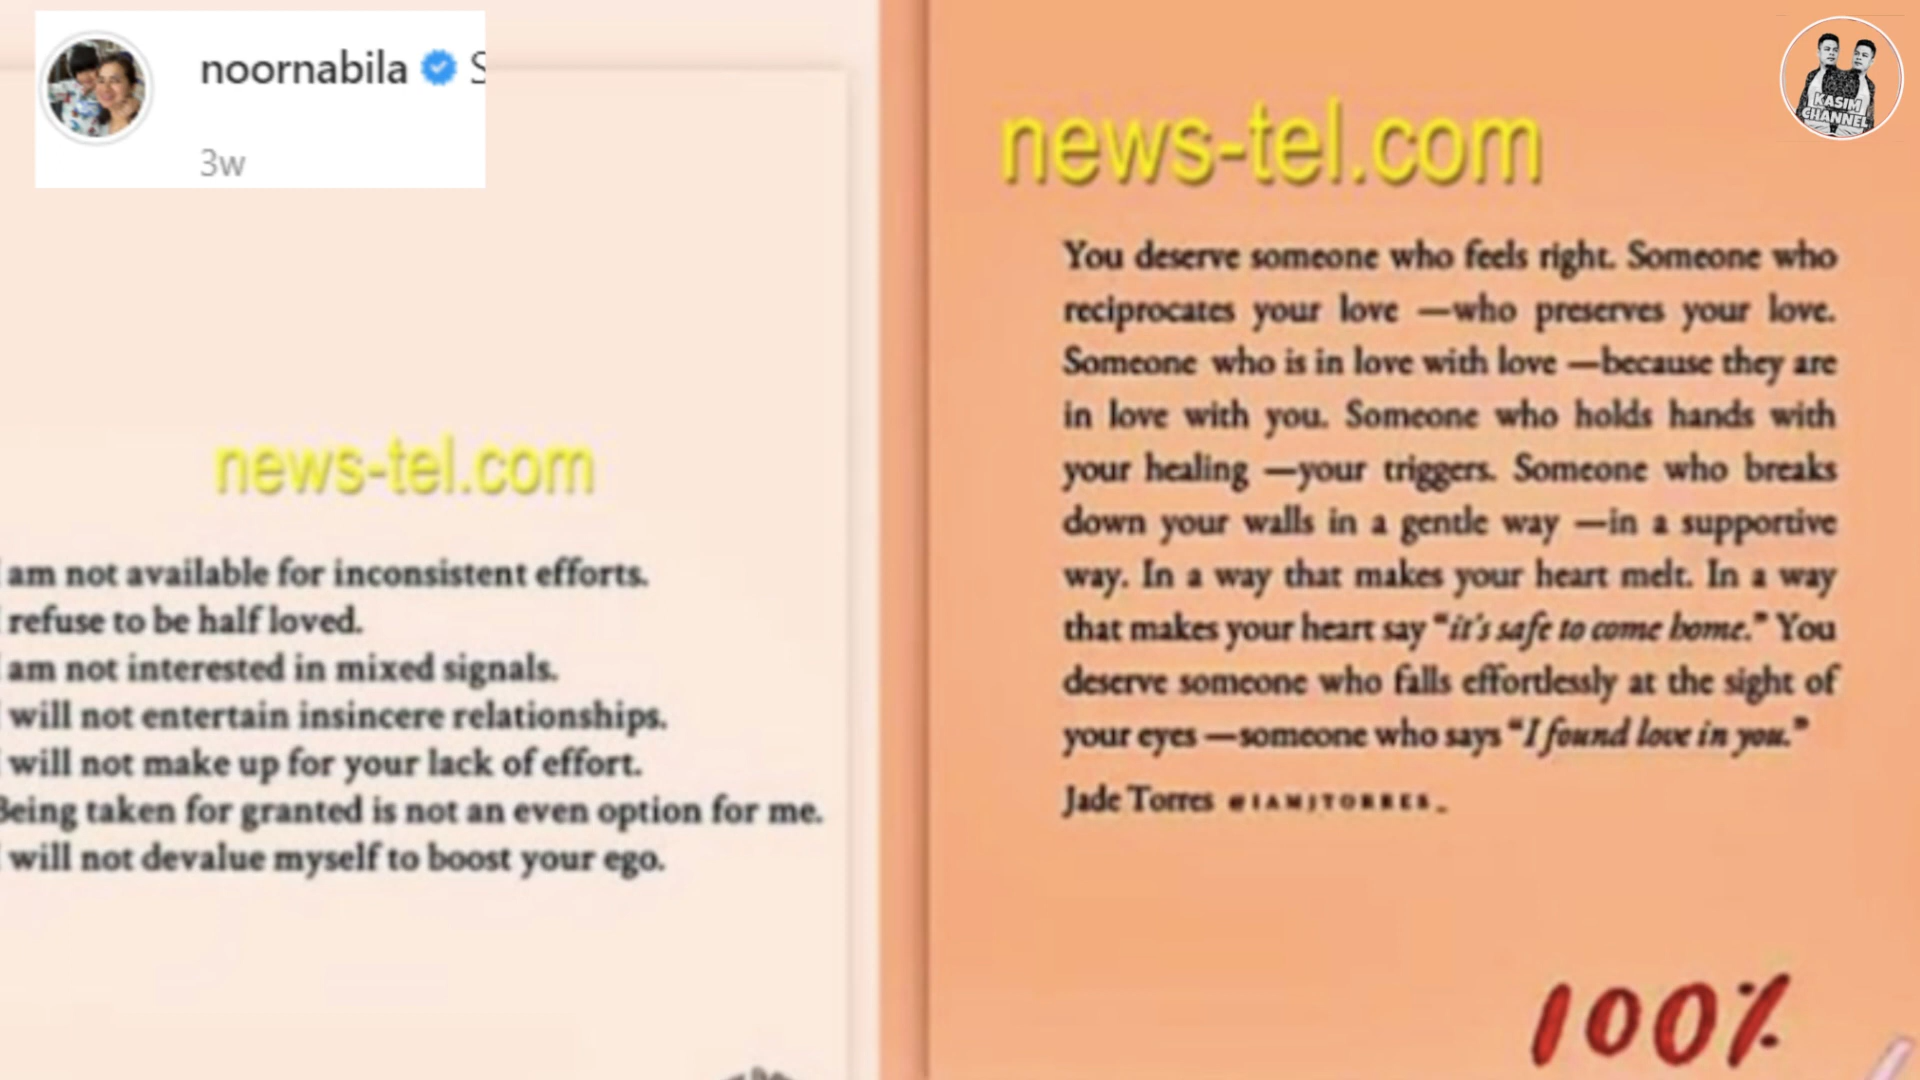 noornabila
3w
KASIM
CHANNEL
news-tel.com
am not available for inconsistent efforts.
refuse to be half loved.
am not interested in mixed signals.
will not entertain insincere relationships.
will not make up for your lack of effort.
Being taken for granted is not an even option for me.
will not devalue myself to boost your ego.
news-tel.com
You deserve someone who feels right. Someone who
reciprocates your love —who preserves your love.
Someone who is in love with love —because they are
in love with you. Someone who holds hands with
your healing —your triggers. Someone who breaks
down your walls in a gentle way —in a supportive
way. In a way that makes your heart melt. In a way
that makes your heart say “it's safe to come home.” You
deserve someone who falls effortlessly at the sight of
your eyes —someone who says “I found love in you.”
Jade Torres @IAMJTORRES_
100%